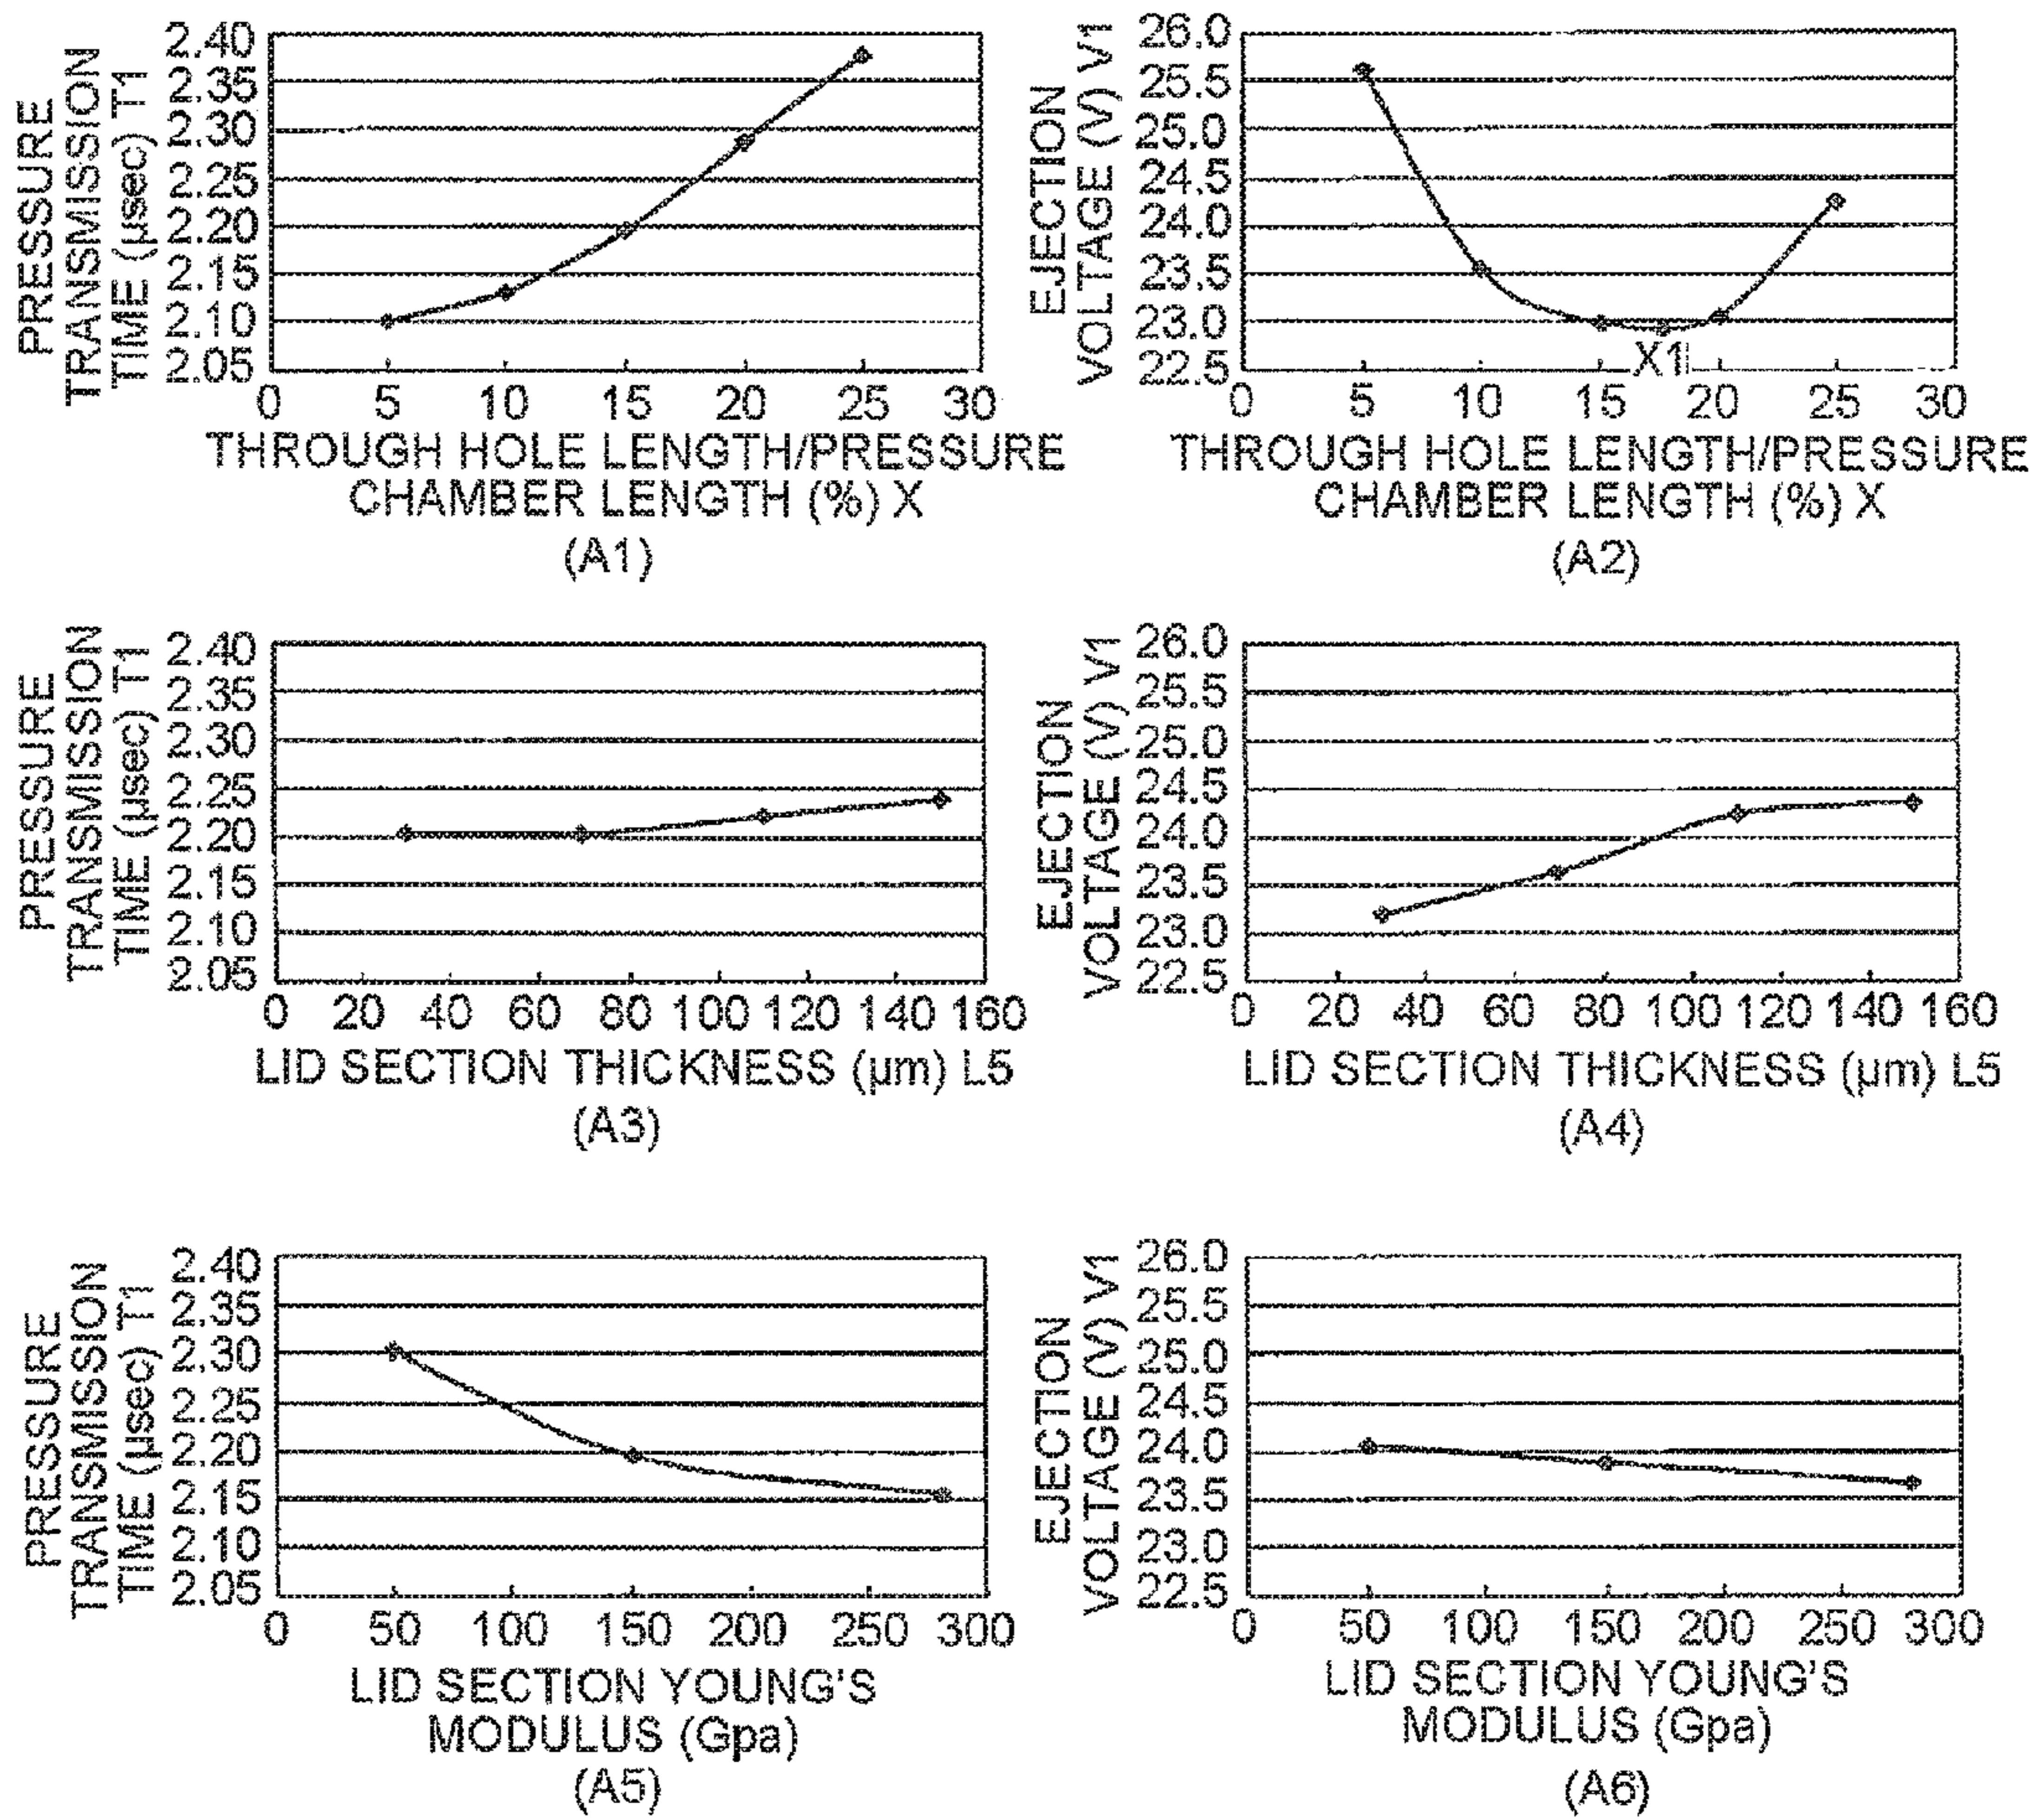 PRESSURE
TRANSMISSION
TIME (μsec) T1
2.40
2.35
2.30
2.25
2.20
2.15
2.10
2.05
0 5 10 15 20 25 30
THROUGH HOLE LENGTH/PRESSURE
CHAMBER LENGTH (%) X
(A1)
EJECTION
VOLTAGE (V) V1
26.0
25.5
25.0
24.5
24.0
23.5
23.0
22.5
X1
0 5 10 15 20 25 30
THROUGH HOLE LENGTH/PRESSURE
CHAMBER LENGTH (%) X
(A2)
PRESSURE
TRANSMISSION
TIME (μsec) T1
2.40
2.35
2.30
2.25
2.20
2.15
2.10
2.05
0 20 40 60 80 100 120 140 160
LID SECTION THICKNESS (μm) L5
(A3)
EJECTION
VOLTAGE (V) V1
26.0
25.5
25.0
24.5
24.0
23.5
23.0
22.5
0 20 40 60 80 100 120 140 160
LID SECTION THICKNESS (μm) L5
(A4)
PRESSURE
TRANSMISSION
TIME (μsec) T1
2.40
2.35
2.30
2.25
2.20
2.15
2.10
2.05
0 50 100 150 200 250 300
LID SECTION YOUNG'S
MODULUS (Gpa)
(A5)
EJECTION
VOLTAGE (V) V1
26.0
25.5
25.0
24.5
24.0
23.5
23.0
22.5
0 50 100 150 200 250 300
LID SECTION YOUNG'S
MODULUS (Gpa)
(A6)